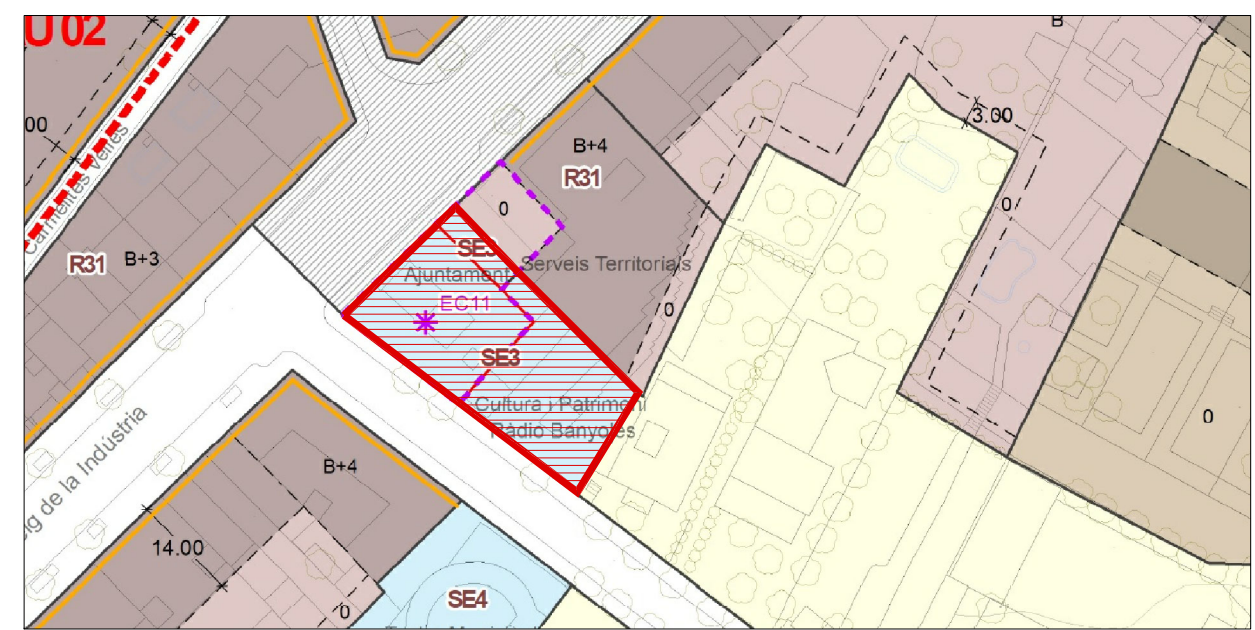 U 02
B
00
3.00
B+4
R31
Carmelites Velles
0
0
SE3
R31
B+3
Serveis Territorials
Ajuntament
EC11
0
SE3
Cultura i Patrimoni
Ràdio Banyoles
0
ig de la Indústria
B+4
14.00
SE4
0